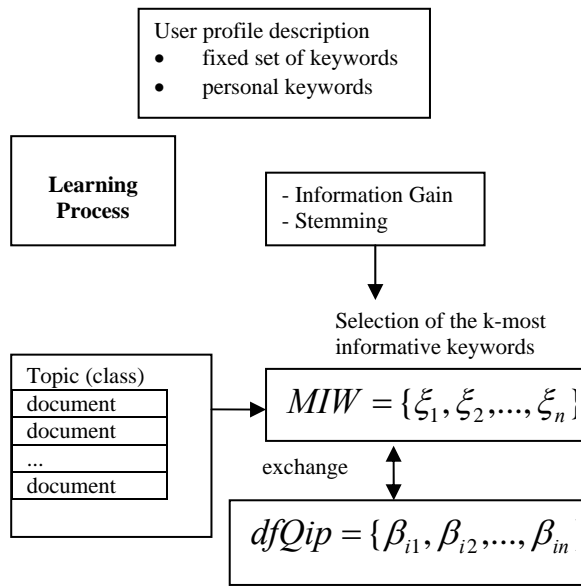 User profile description
• fixed set of keywords
• personal keywords
Learning
Process
- Information Gain
- Stemming
Selection of the k-most
informative keywords
Topic (class)
document
document
...
document
MIW = {ξ₁, ξ₂,..., ξₙ}
exchange
dfQip = {βᵢ₁, βᵢ₂,..., βᵢₙ}